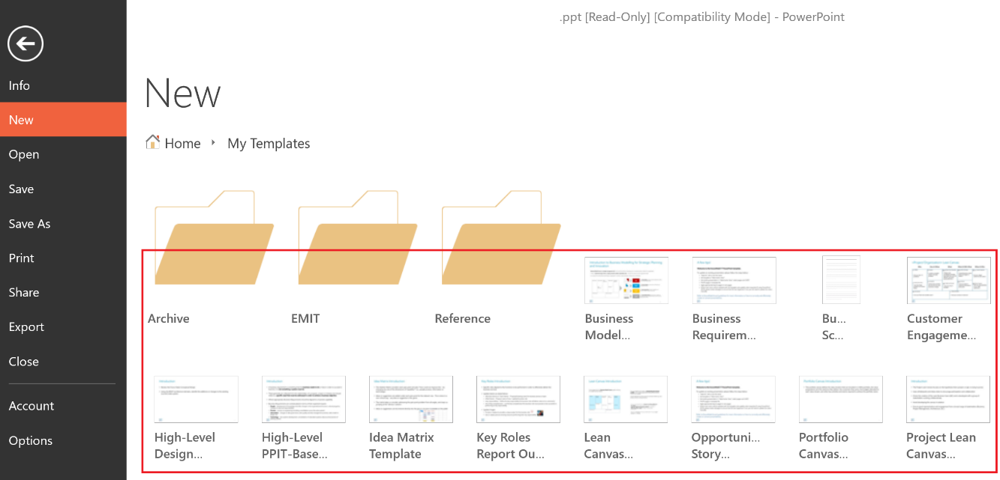 .ppt [Read-Only] [Compatibility Mode] - PowerPoint
Info
New
Open
Save
Save As
Print
Share
Export
Close
Account
Options
New
Home
My Templates
Archive
EMIT
Reference
Business
Model...
Business
Requirem...
Bu...
Sc...
Customer
Engageme...
High-Level
Design...
High-Level
PPIT-Base...
Idea Matrix
Template
Key Roles
Report Ou...
Lean
Canvas...
Opportuni...
Story...
Portfolio
Canvas...
Project Lean
Canvas...